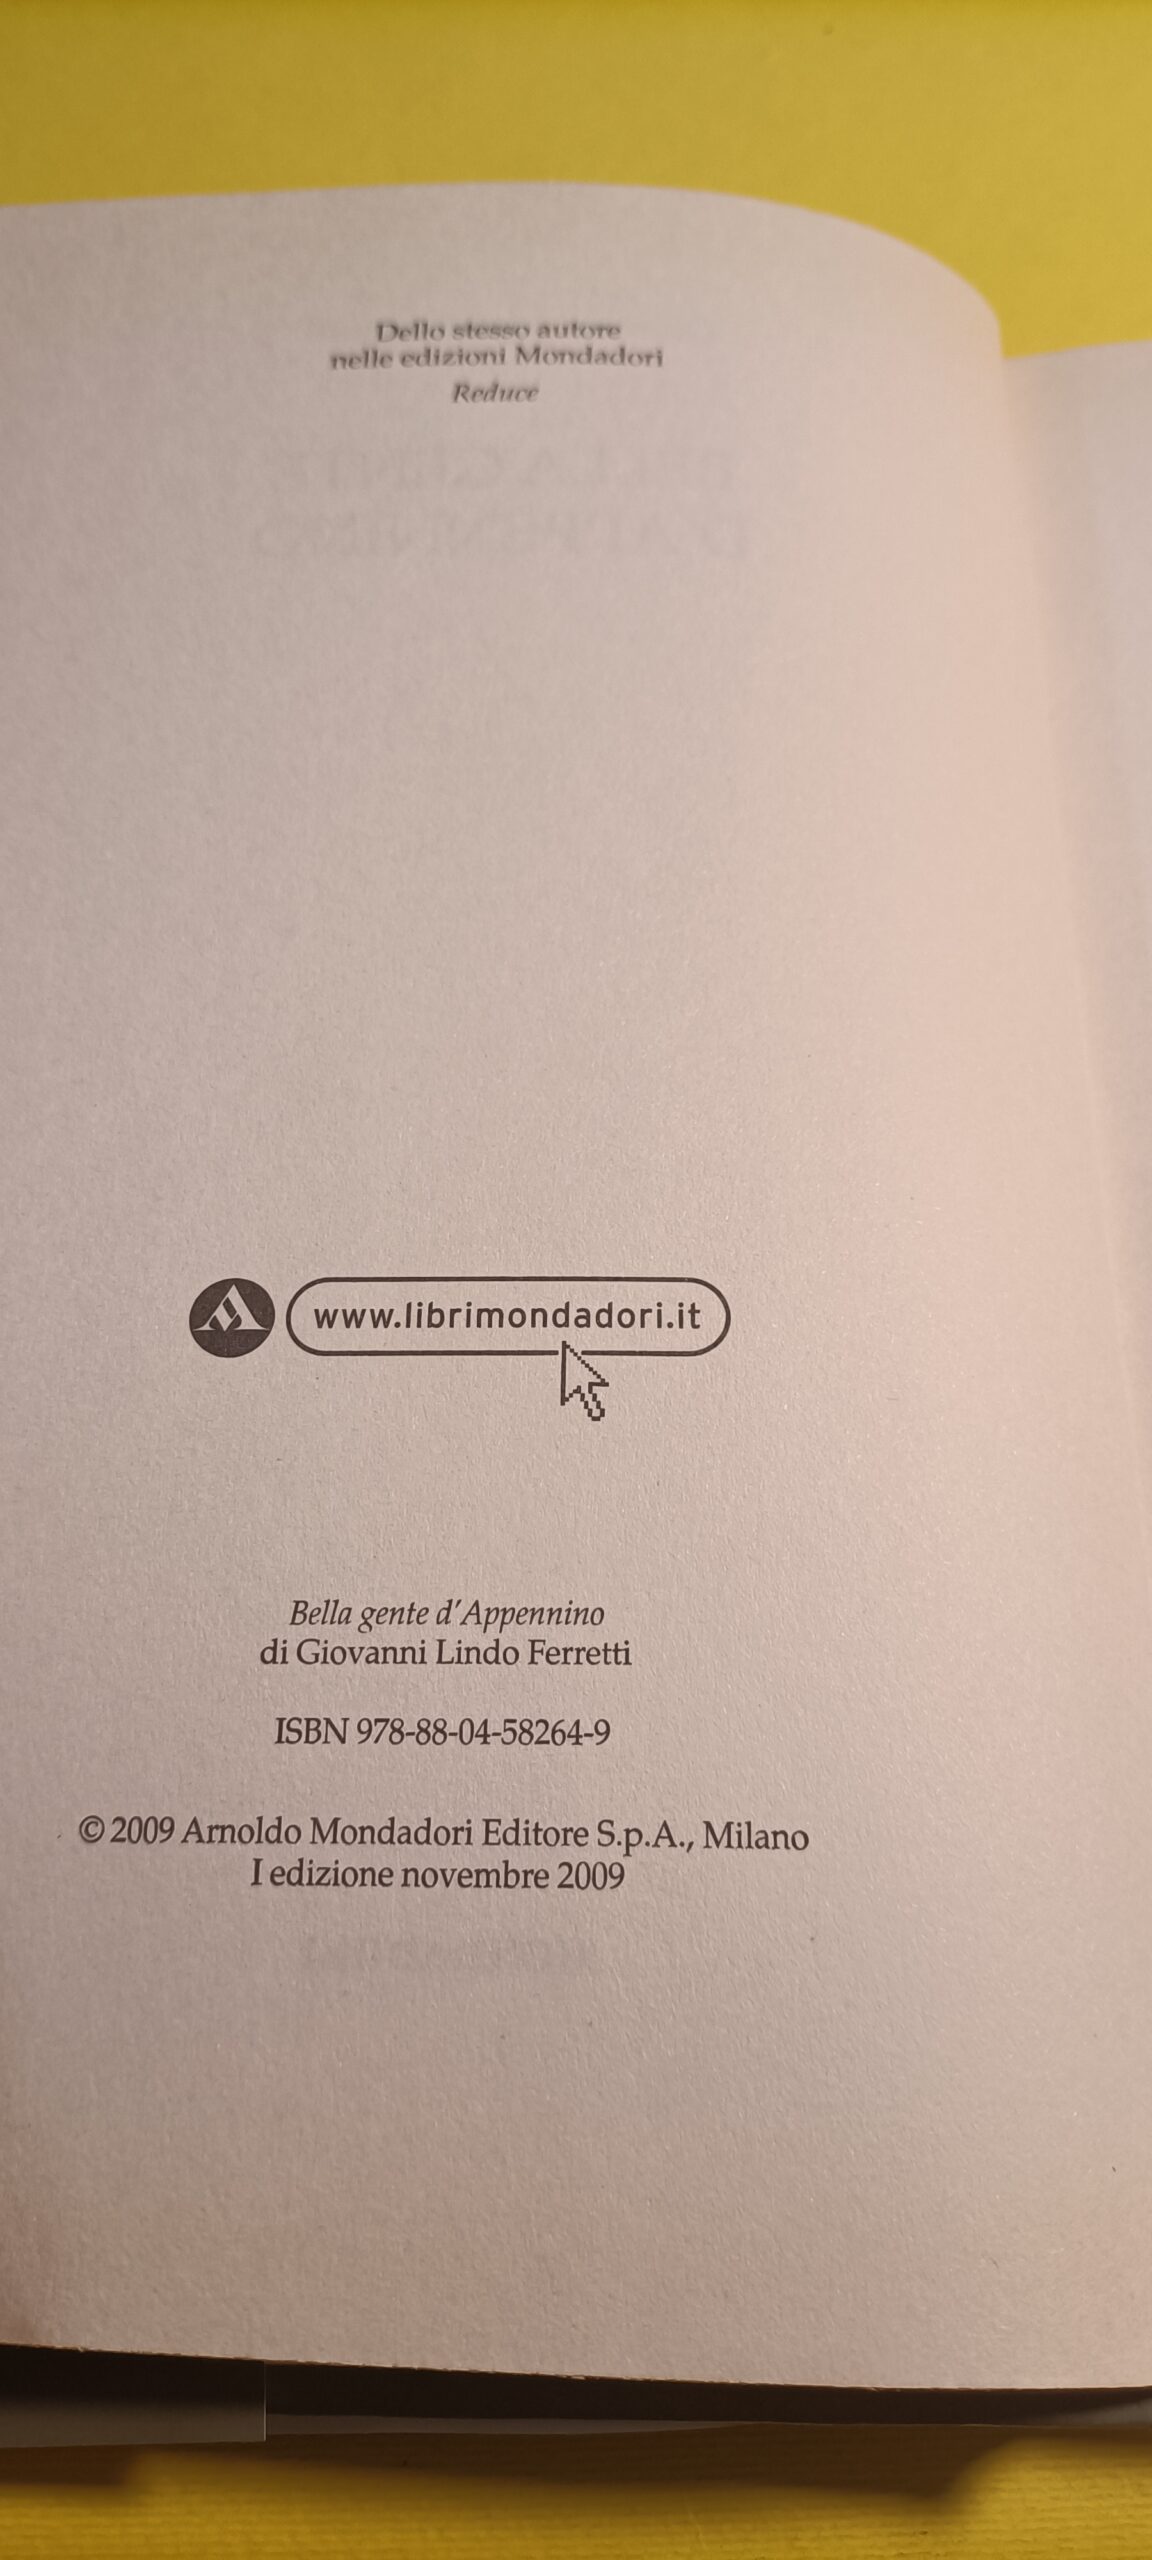 Dello stesso autore
nelle edizioni Mondadori
Reduce
www.librimondadori.it
Bella gente d'Appennino
di Giovanni Lindo Ferretti
ISBN 978-88-04-58264-9
© 2009 Arnoldo Mondadori Editore S.p.A., Milano
I edizione novembre 2009